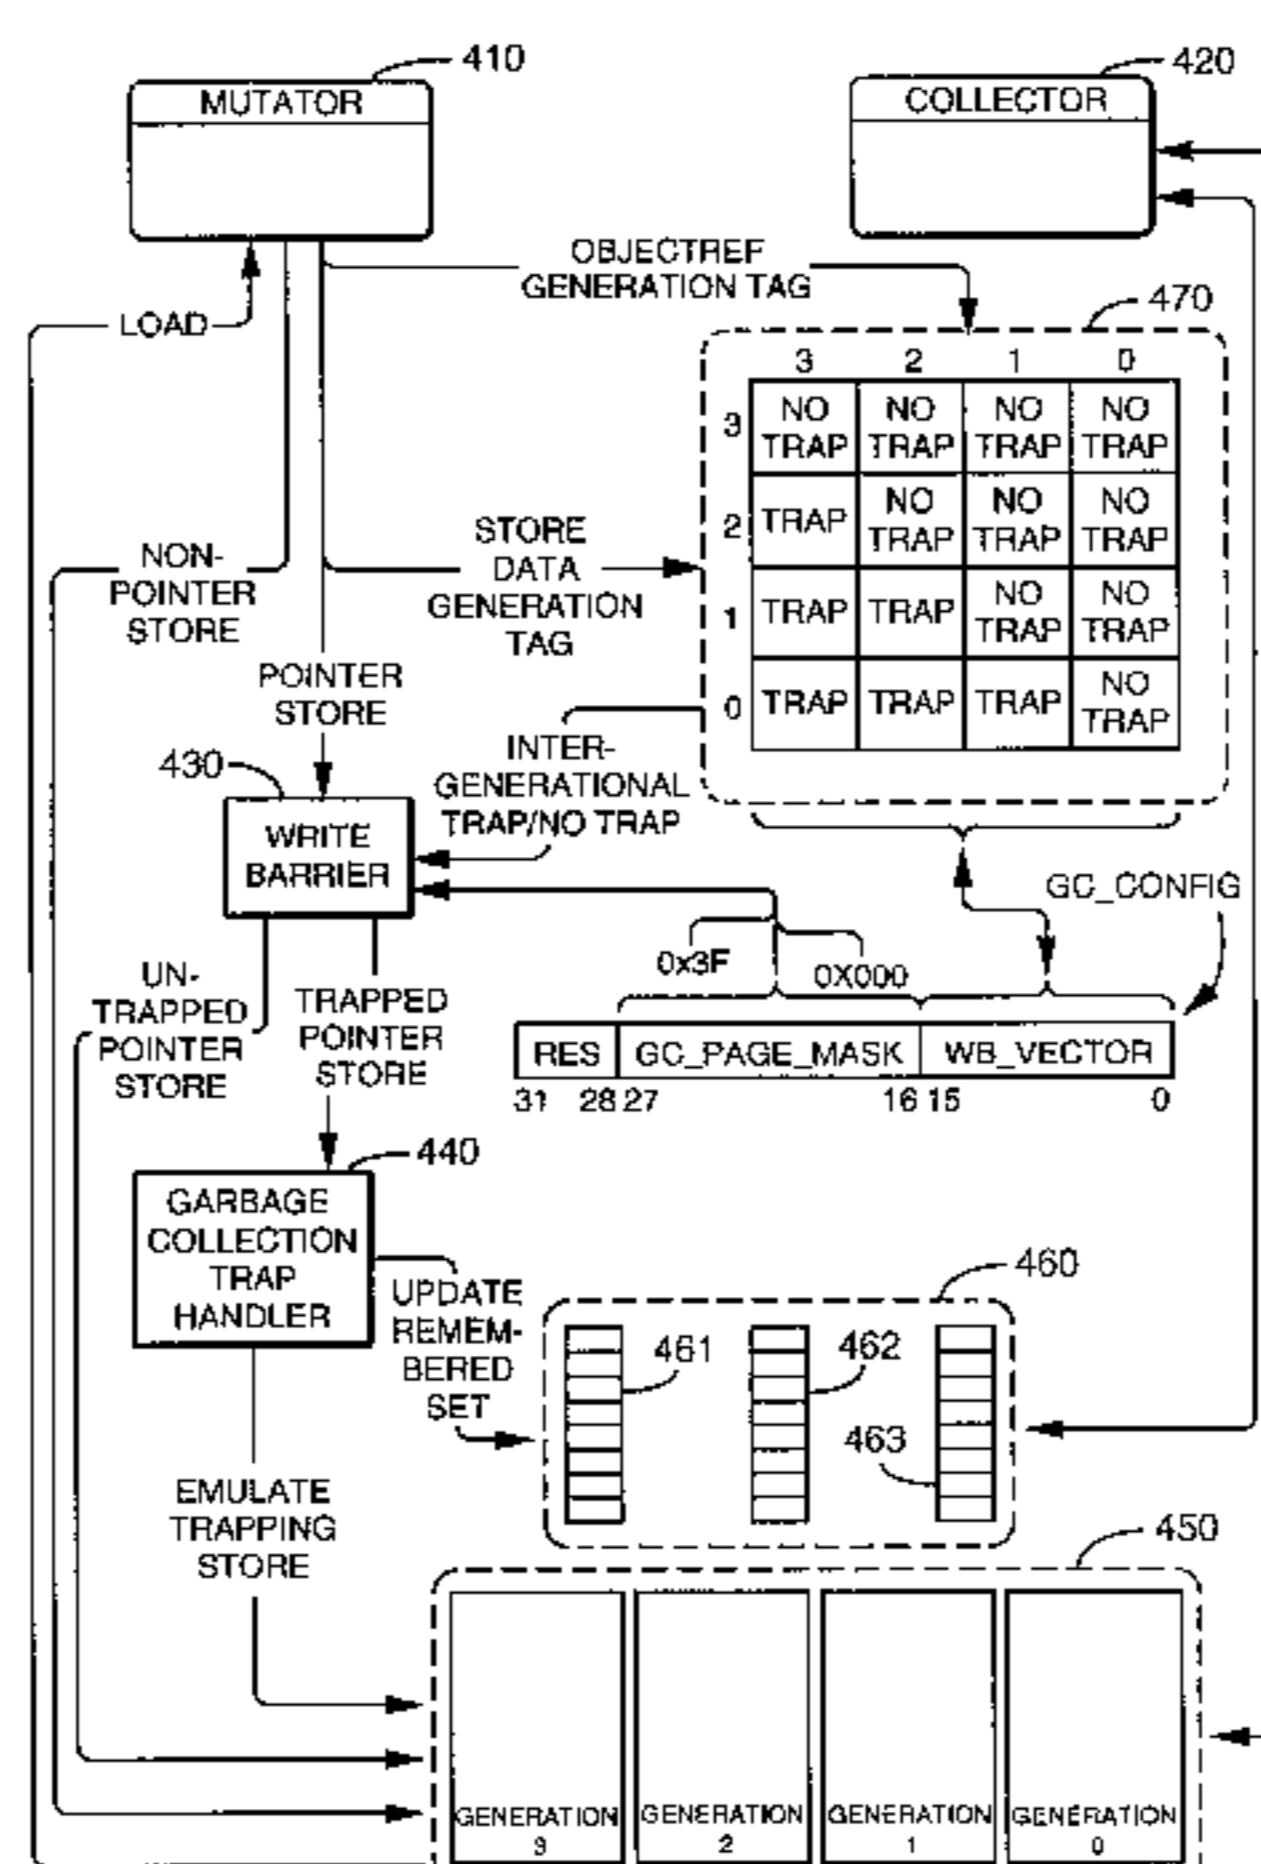 410
MUTATOR
420
COLLECTOR
OBJECTREF
GENERATION TAG
LOAD
470
3 2 1 0
3 NO TRAP NO TRAP NO TRAP NO TRAP
2 TRAP NO TRAP NO TRAP NO TRAP
1 TRAP TRAP NO TRAP NO TRAP
0 TRAP TRAP TRAP NO TRAP
STORE
DATA
GENERATION
TAG
NON-
POINTER
STORE
POINTER
STORE
INTER-
GENERATIONAL
TRAP/NO TRAP
430
WRITE
BARRIER
GC_CONFIG
0x3F
0X000
UN-
TRAPPED
POINTER
STORE
TRAPPED
POINTER
STORE
RES GC_PAGE_MASK WB_VECTOR
31 28 27 16 15 0
440
GARBAGE
COLLECTION
TRAP
HANDLER
UPDATE
REMEM-
BERED
SET
460
461
462
463
EMULATE
TRAPPING
STORE
450
GENERATION
3
GENERATION
2
GENERATION
1
GENERATION
0